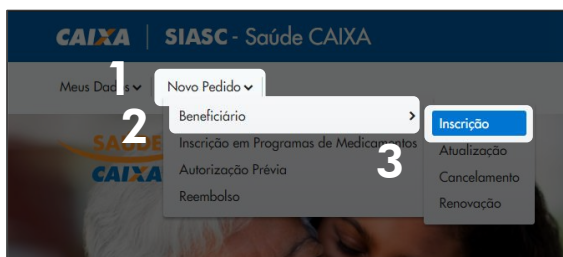 CAIXA | SIASC - Saúde CAIXA
1
Meus Dados Novo Pedido
2
Beneficiário
Inscrição
SAÚDE
Inscrição em Programas de Medicamentos
3
Atualização
CAIXA
Autorização Prévia
Cancelamento
Reembolso
Renovação